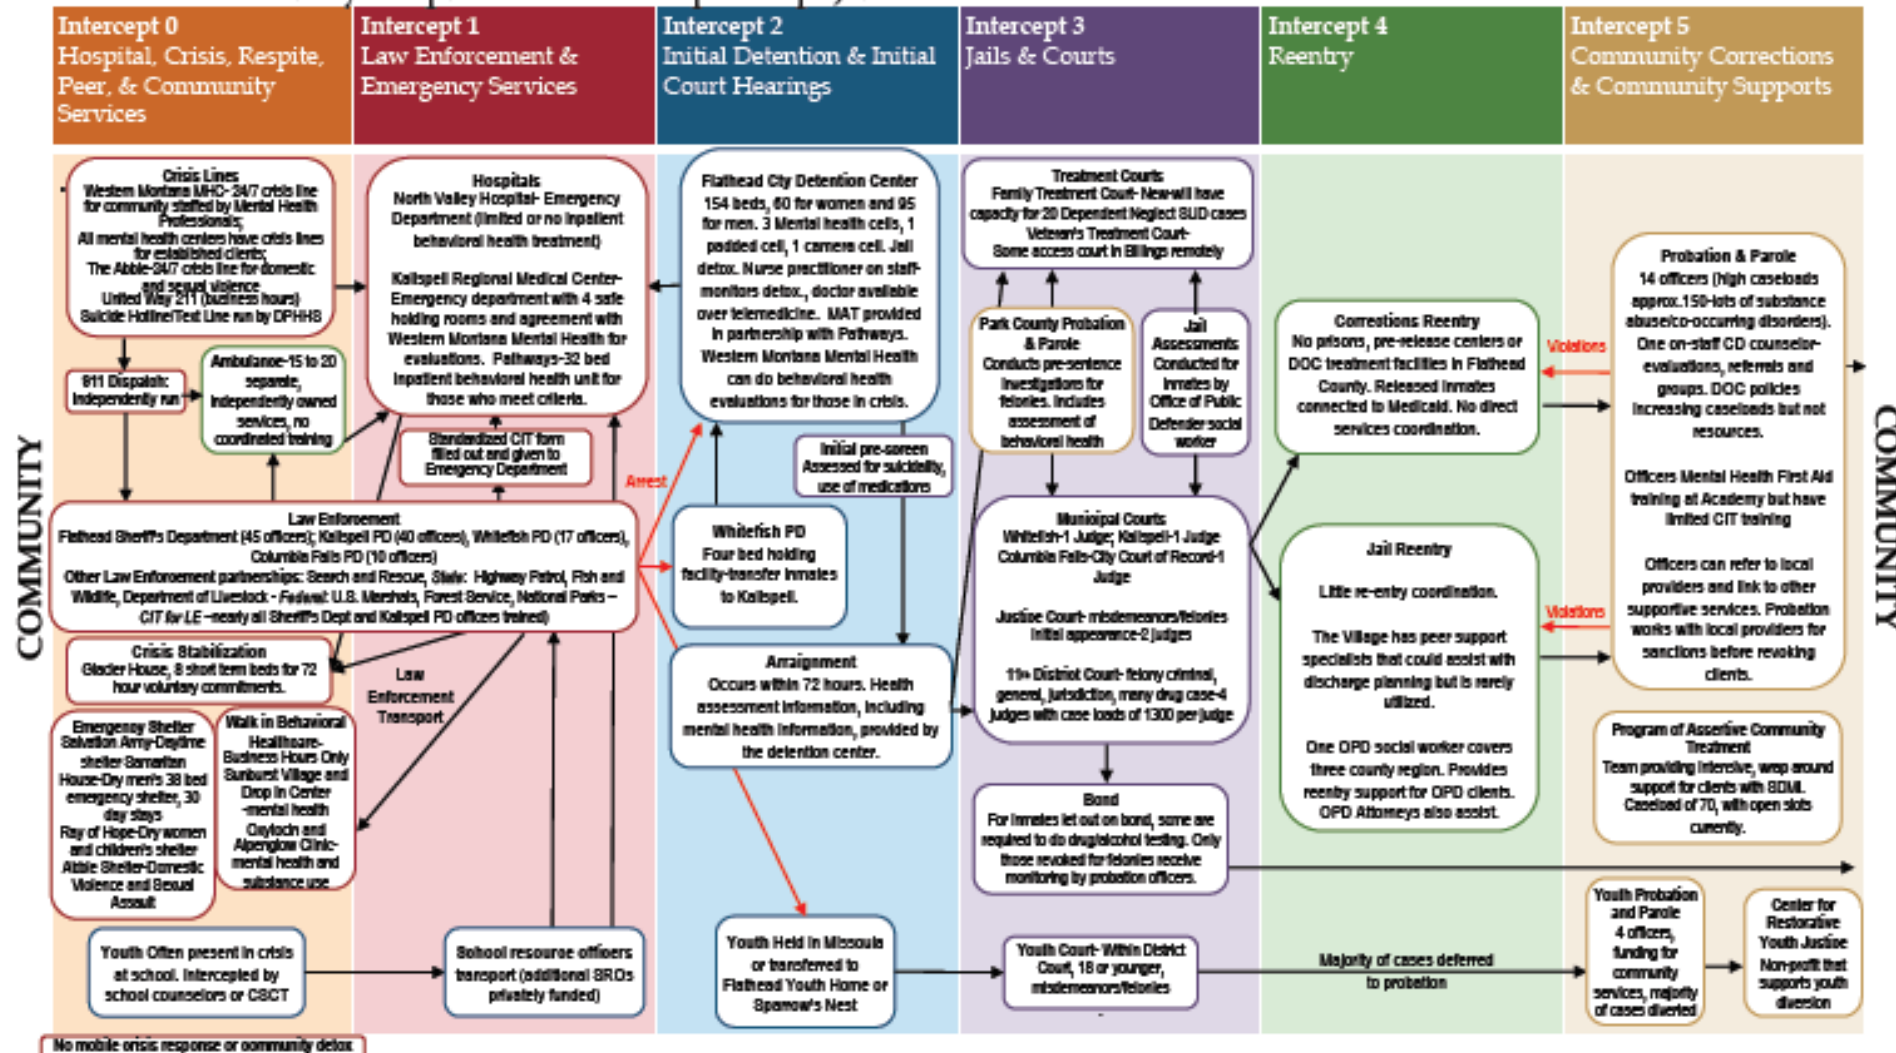 Intercept 0
Hospital, Crisis, Respite,
Peer, & Community
Services
Intercept 1
Law Enforcement &
Emergency Services
Intercept 2
Initial Detention & Initial
Court Hearings
Intercept 3
Jails & Courts
Intercept 4
Reentry
Intercept 5
Community Corrections
& Community Supports
COMMUNITY
Crisis Lines
Western Montana MHC- 24/7 crisis line
for community staffed by Mental Health
Professionals;
All mental health centers have crisis lines
for established clients;
The Abbie-24/7 crisis line for domestic
and sexual violence
United Way 211 (business hours)
Suicide Hotline/Text Line run by DPHHS
911 Dispatch:
Independently run
Ambulance-15 to 20
separate,
independently owned
services, no
coordinated training
Hospitals
North Valley Hospital- Emergency
Department (limited or no inpatient
behavioral health treatment)
Kalispell Regional Medical Center-
Emergency department with 4 safe
holding rooms and agreement with
Western Montana Mental Health for
evaluations. Pathways-32 bed
inpatient behavioral health unit for
those who meet criteria.
Standardized CIT form
filled out and given to
Emergency Department
Law Enforcement
Flathead Sheriff's Department (45 officers); Kalispell PD (40 officers), Whitefish PD (17 officers),
Columbia Falls PD (10 officers)
Other Law Enforcement partnerships: Search and Rescue, State: Highway Patrol, Fish and
Wildlife, Department of Livestock - Federal: U.S. Marshals, Forest Service, National Parks –
CIT for LE –nearly all Sheriff's Dept and Kalispell PD officers trained)
Crisis Stabilization
Glacier House, 8 short term beds for 72
hour voluntary commitments.
Law
Enforcement
Transport
Emergency Shelter
Salvation Army-Daytime
shelter Samaritan
House-Dry men's 38 bed
emergency shelter, 30
day stays
Ray of Hope-Dry women
and children's shelter
Abbie Shelter-Domestic
Violence and Sexual
Assault
Walk in Behavioral
Healthcare-
Business Hours Only
Sunburst Village and
Drop In Center
-mental health
and
Alpenglow Clinic-
mental health and
substance use
Youth Often present in crisis
at school. Intercepted by
school counselors or CSCT
School resource officers
transport (additional SROs
privately funded)
No mobile crisis response or community detox
Flathead Cty Detention Center
154 beds, 60 for women and 95
for men. 3 Mental health cells, 1
padded cell, 1 camera cell. Jail
detox. Nurse practitioner on staff-
monitors detox., doctor available
over telemedicine. MAT provided
in partnership with Pathways.
Western Montana Mental Health
can do behavioral health
evaluations for those in crisis.
Arrest
Initial pre-screen
Assessed for suicidality,
use of medications
Whitefish PD
Four bed holding
facility-transfer inmates
to Kalispell.
Arraignment
Occurs within 72 hours. Health
assessment information, including
mental health information, provided by
the detention center.
Youth Held in Missoula
or transferred to
Flathead Youth Home or
Sparrow's Nest
Treatment Courts
Family Treatment Court- New-will have
capacity for 20 Dependent Neglect SUD cases
Veteran's Treatment Court-
Some access court in Billings remotely
Park County Probation
& Parole
Conducts pre-sentence
investigations for
felonies. Includes
assessment of
behavioral health
Jail
Assessments
Conducted for
inmates by
Office of Public
Defender social
worker
Municipal Courts
Whitefish-1 Judge; Kalispell-1 Judge
Columbia Falls-City Court of Record-1
Judge
Justice Court- misdemeanors/felonies
initial appearance-2 judges
11th District Court- felony criminal,
general, jurisdiction, many drug case-4
judges with case loads of 1300 per judge
Bond
For inmates let out on bond, some are
required to do drug/alcohol testing. Only
those revoked for felonies receive
monitoring by probation officers.
Youth Court- Within District
Court, 18 or younger,
misdemeanors/felonies
Corrections Reentry
No prisons, pre-release centers or
DOC treatment facilities in Flathead
County. Released inmates
connected to Medicaid. No direct
services coordination.
Violations
Jail Reentry
Little re-entry coordination.
The Village has peer support
specialists that could assist with
discharge planning but is rarely
utilized.
One OPD social worker covers
three county region. Provides
reentry support for OPD clients.
OPD Attorneys also assist.
Violations
Majority of cases deferred
to probation
Probation & Parole
14 officers (high caseloads
approx.150-lots of substance
abuse/co-occurring disorders).
One on-staff CD counselor-
evaluations, referrals and
groups. DOC policies
increasing caseloads but not
resources.
Officers Mental Health First Aid
training at Academy but have
limited CIT training
Officers can refer to local
providers and link to other
supportive services. Probation
works with local providers for
sanctions before revoking
clients.
Program of Assertive Community
Treatment
Team providing intensive, wrap around
support for clients with SDMI.
Caseload of 70, with open slots
currently.
Youth Probation
and Parole
4 officers,
funding for
community
services, majority
of cases diverted
Center for
Restorative
Youth Justice
Non-profit that
supports youth
diversion
COMMUNITY